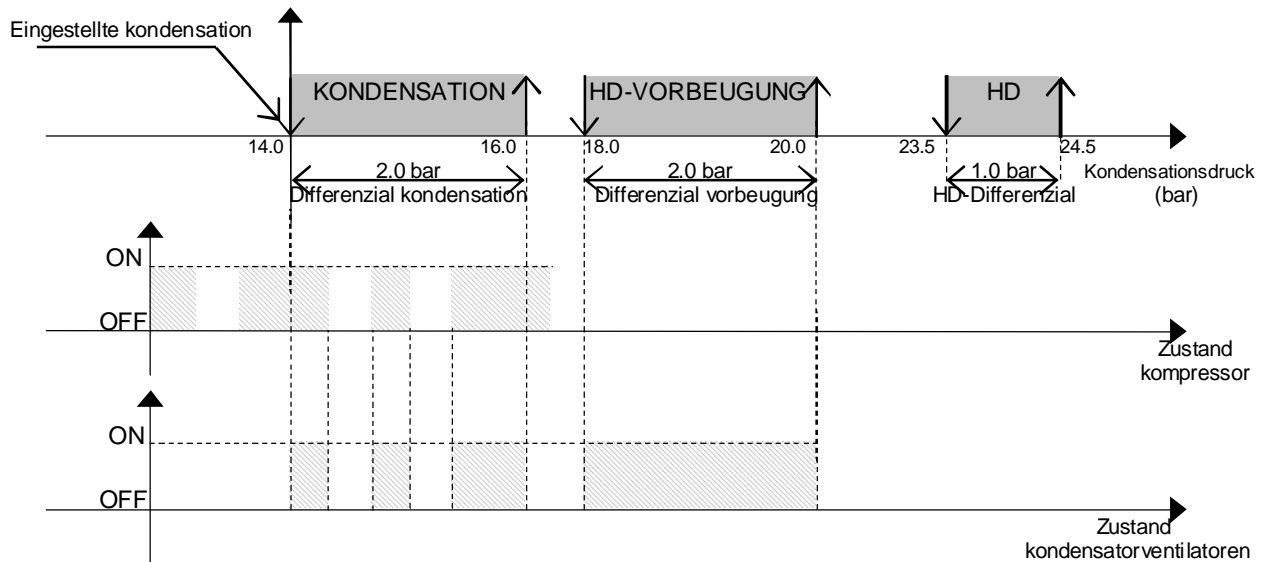 Eingestellte kondensation
KONDENSATION
HD-VORBEUGUNG
HD
14.0
16.0
18.0
20.0
23.5
24.5
2.0 bar
Differenzial kondensation
2.0 bar
Differenzial vorbeugung
1.0 bar
HD-Differenzial
Kondensationsdruck
(bar)
ON
OFF
Zustand
kompressor
ON
OFF
Zustand
kondensatorventilatoren